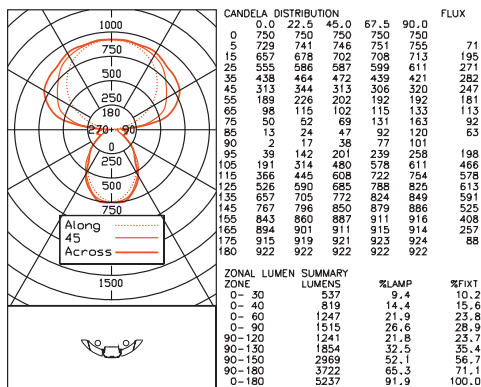 1000
750
500
250
180
270+ 90
0
250
500
750
Along
45
Across
1500
CANDELA DISTRIBUTION FLUX
0.0 22.5 45.0 67.5 90.0
0 750 750 750 750 750
5 729 741 746 751 755 71
15 657 678 702 708 713 195
25 555 586 587 599 611 271
35 438 464 472 439 421 282
45 313 344 313 306 320 247
55 189 226 202 192 192 181
65 98 115 102 115 133 113
75 50 52 69 131 163 92
85 13 24 47 92 120 63
90 2 17 38 77 101
95 39 142 201 239 258 198
105 191 314 480 578 611 466
115 366 445 608 722 754 578
125 526 590 685 788 825 613
135 657 705 772 824 849 591
145 767 796 850 879 886 525
155 843 860 887 911 916 408
165 894 901 911 915 914 257
175 915 919 921 923 924 88
180 922 922 922 922 922
ZONAL LUMEN SUMMARY
ZONE LUMENS %LAMP %FIXT
0- 30 537 9.4 10.2
0- 40 819 14.4 15.6
0- 60 1247 21.9 23.8
0- 90 1515 26.6 28.9
90-120 1241 21.8 23.7
90-130 1854 32.5 35.4
90-150 2969 52.1 56.7
90-180 3722 65.3 71.1
0-180 5237 91.9 100.0